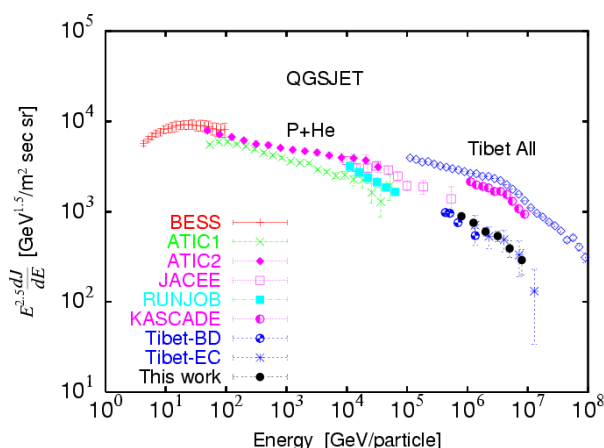 QGSJET
P+He
Tibet All
BESS
ATIC1
ATIC2
JACEE
RUNJOB
KASCADE
Tibet-BD
Tibet-EC
This work
10^5
10^4
10^3
10^2
10^1
E^2.5 dJ/dE [GeV^1.5/m^2 sec sr]
10^0 10^1 10^2 10^3 10^4 10^5 10^6 10^7 10^8
Energy [GeV/particle]